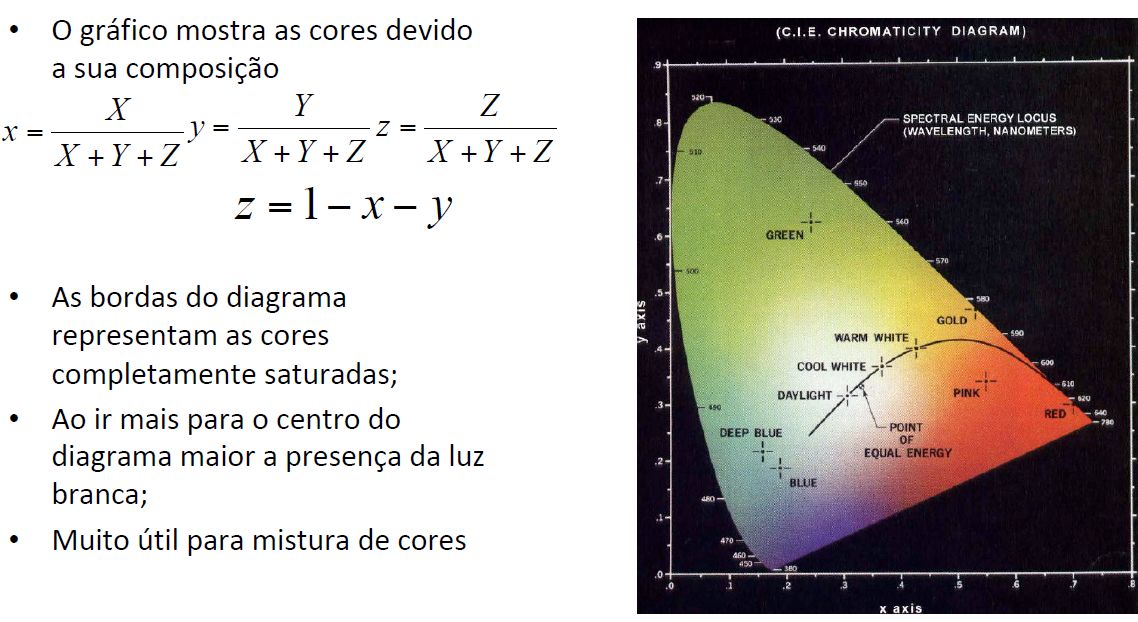 • O gráfico mostra as cores devido
a sua composição
x = X / (X + Y + Z) y = Y / (X + Y + Z) z = Z / (X + Y + Z)
z = 1 − x − y
• As bordas do diagrama
representam as cores
completamente saturadas;
• Ao ir mais para o centro do
diagrama maior a presença da luz
branca;
• Muito útil para mistura de cores
(C.I.E. CHROMATICITY DIAGRAM)
.9
.8
.7
.6
.5
.4
.3
.2
.1
.0
y axis
520
530
510
540
SPECTRAL ENERGY LOCUS
(WAVELENGTH, NANOMETERS)
550
560
GREEN
570
500
580
GOLD
590
WARM WHITE
COOL WHITE
600
DAYLIGHT
PINK
610
620
RED
640
780
490
POINT
OF
EQUAL ENERGY
DEEP BLUE
BLUE
480
470
460
450
380
.0 .1 .2 .3 .4 .5 .6 .7 .8
x axis